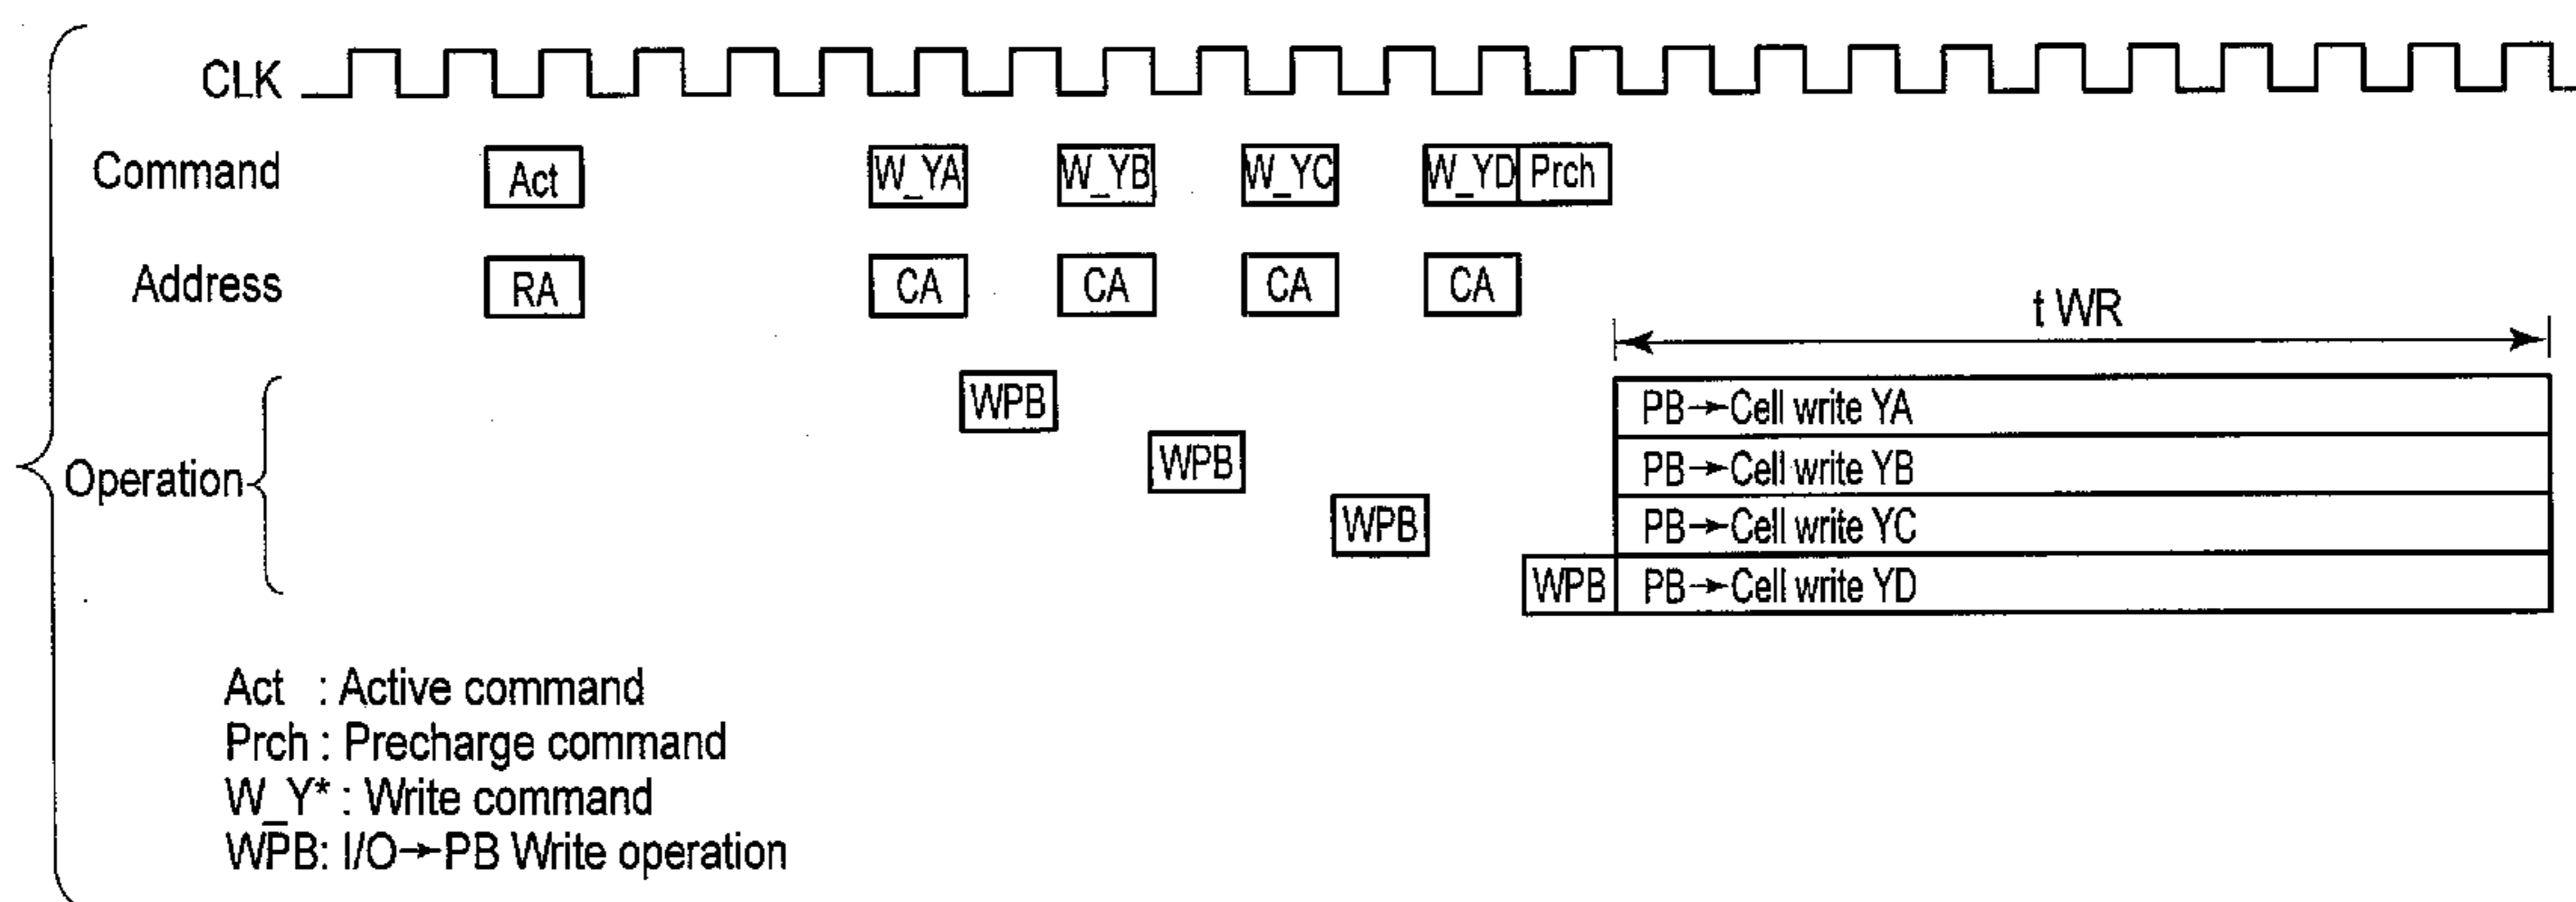 CLK
Command Act W_YA W_YB W_YC W_YD Prch
Address RA CA CA CA CA
t WR
Operation
WPB PB→Cell write YA
WPB PB→Cell write YB
WPB PB→Cell write YC
WPB PB→Cell write YD
Act : Active command
Prch : Precharge command
W_Y* : Write command
WPB: I/O→PB Write operation